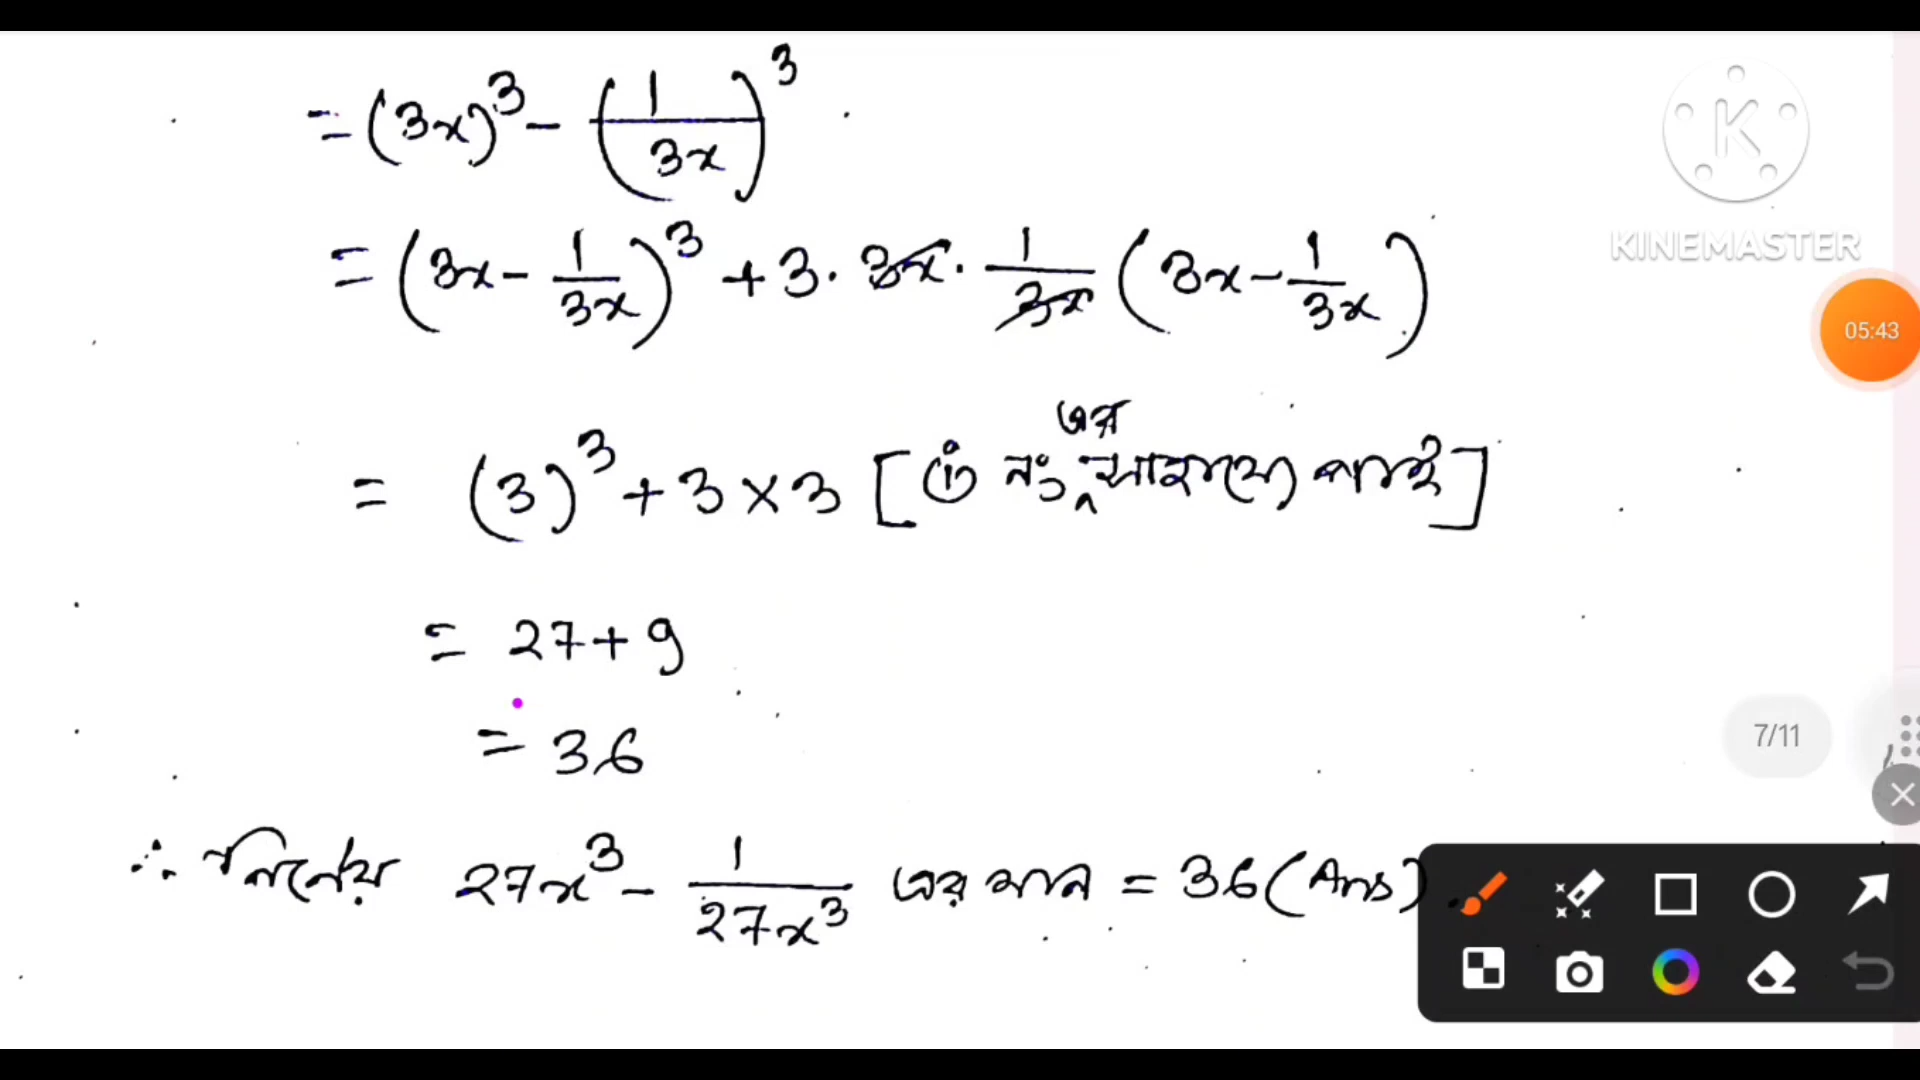 = (3x)³ - (1/3x)³
KINEMASTER
= (3x - 1/3x)³ + 3 · 3x · 1/3x (3x - 1/3x)
05:43
= (3)³ + 3 × 3 [ⓘ নং এর সাহায্যে পাই]
= 27 + 9
= 36
7/11
∴ নির্নেয় 27x³ - 1/27x³ এর মান = 36 (Ans)